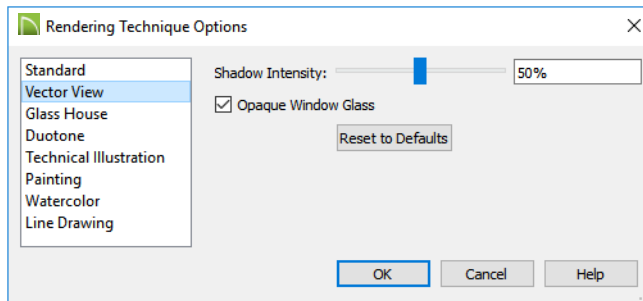 Rendering Technique Options
Standard
Vector View
Glass House
Duotone
Technical Illustration
Painting
Watercolor
Line Drawing
Shadow Intensity: 50%
Opaque Window Glass
Reset to Defaults
OK Cancel Help